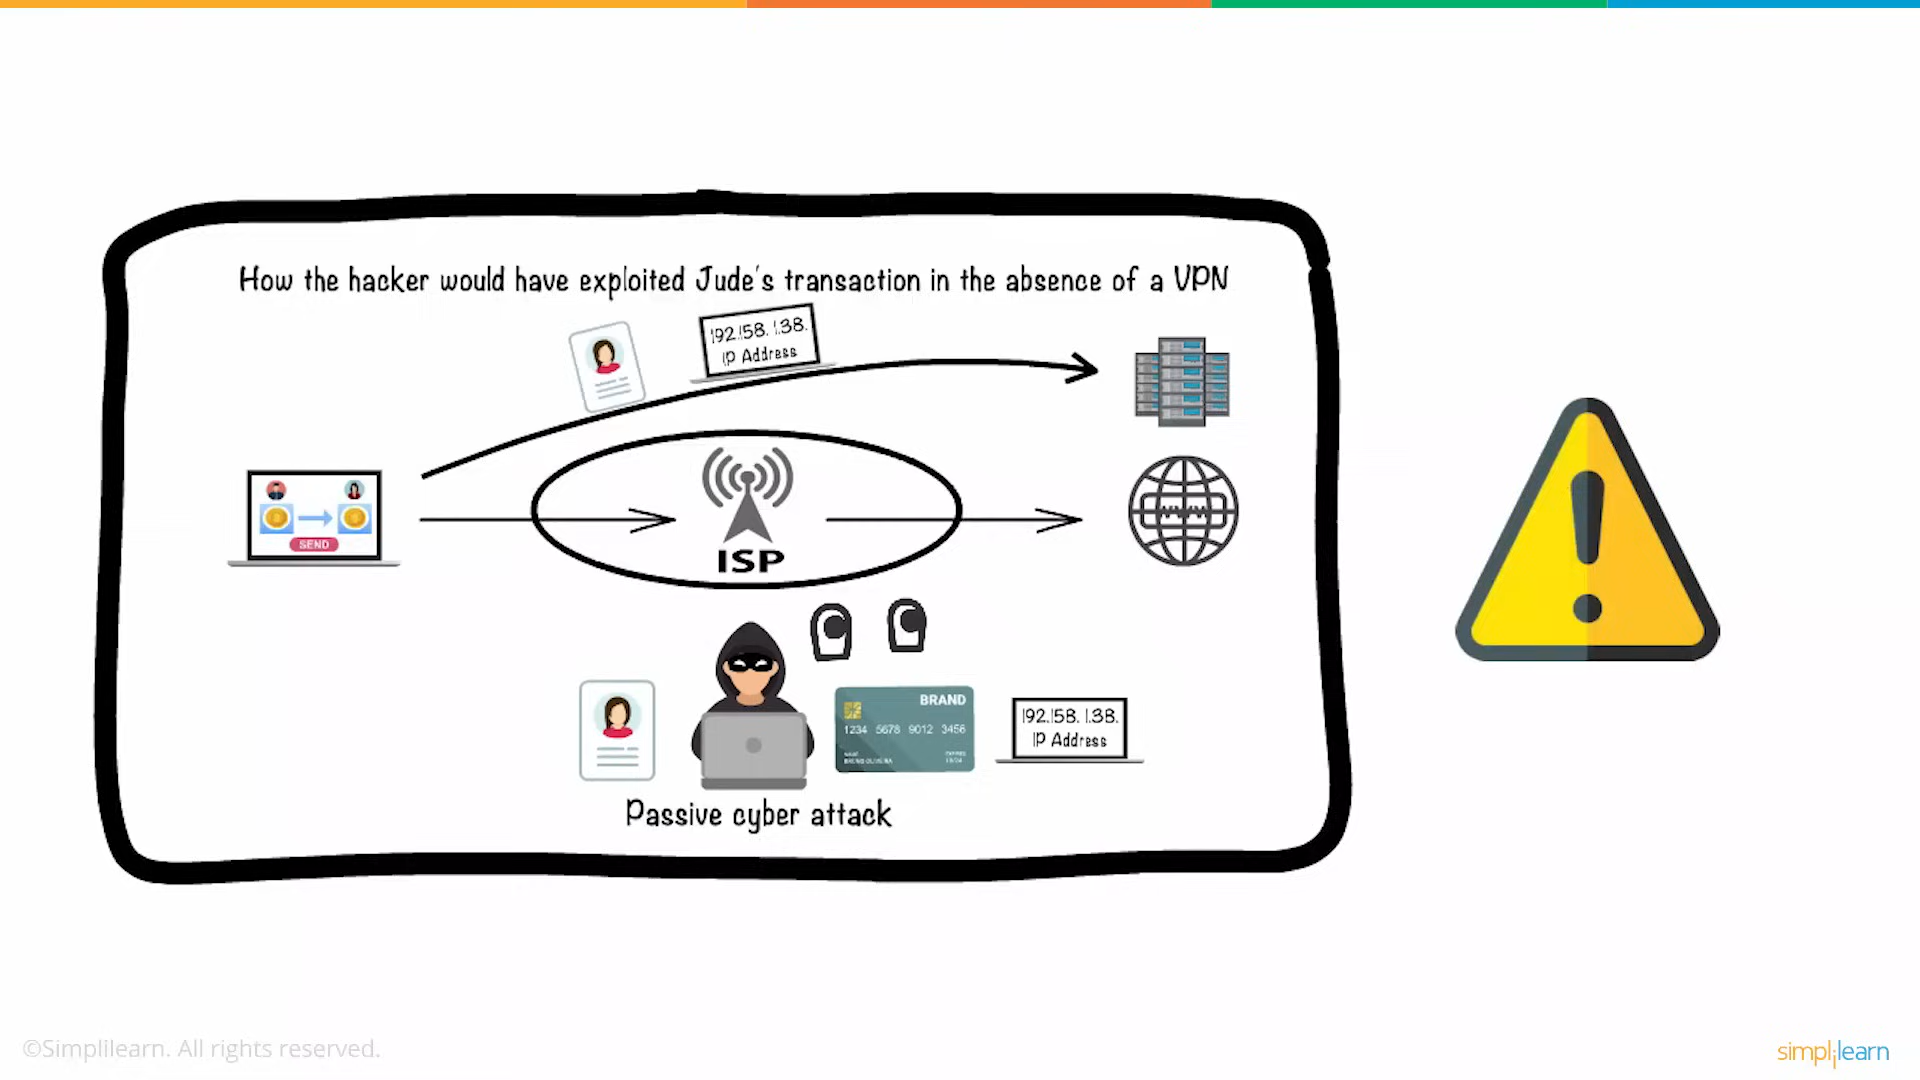 How the hacker would have exploited Jude's transaction in the absence of a VPN
192.158. 1.38.
IP Address
SEND
ISP
www
BRAND
1234 5678 9012 3456
192.158. 1.38.
IP Address
Passive cyber attack
©Simplilearn. All rights reserved.
simplilearn